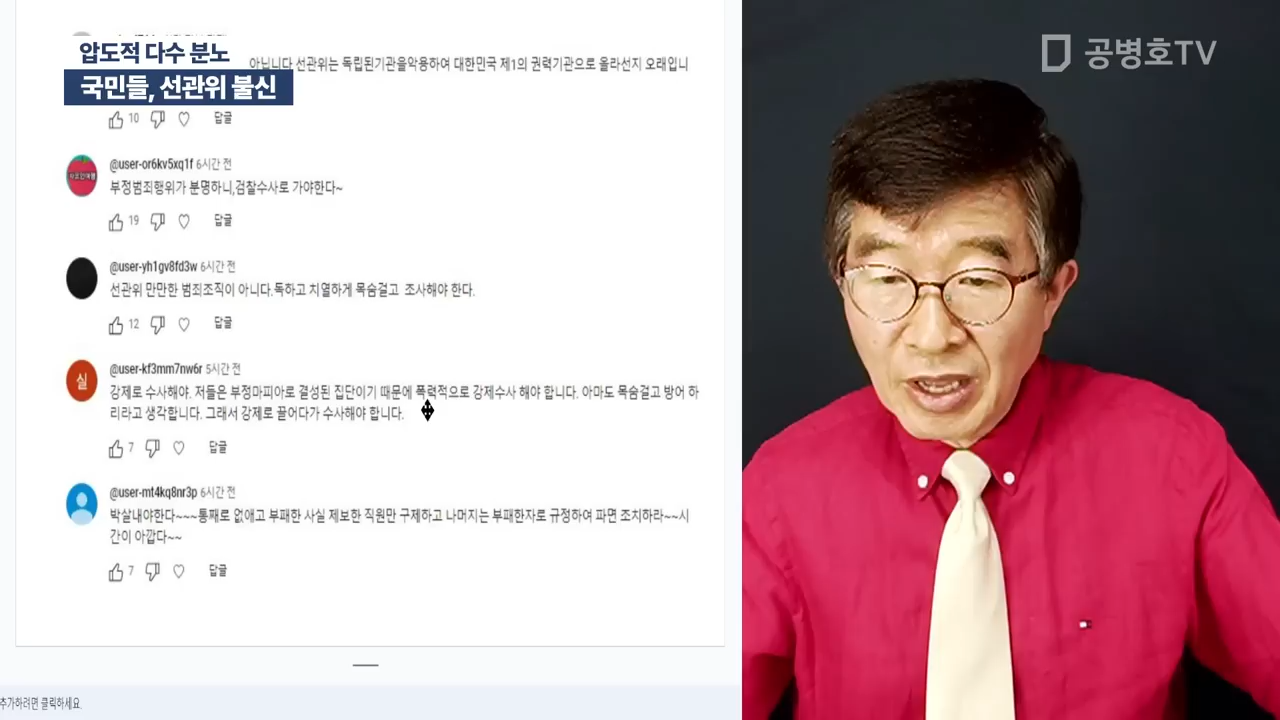 압도적 다수 분노
국민들, 선관위 불신
공병호TV
아닙니다 선관위는 독립된기관을악용하여 대한민국 제1의 권력기관으로 올라선지 오래입니
10 답글
@user-or6kv5xq1f 6시간 전
부정범죄행위가 분명하니,검찰수사로 가야한다~
19 답글
@user-yh1gv8fd3w 6시간 전
선관위 만만한 범죄조직이 아니다.독하고 치열하게 목숨걸고 조사해야 한다.
12 답글
실
@user-kf3mm7nw6r 5시간 전
강제로 수사해야. 저들은 부정마피아로 결성된 집단이기 때문에 폭력적으로 강제수사 해야 합니다. 아마도 목숨걸고 방어 하
리라고 생각합니다. 그래서 강제로 끌어다가 수사해야 합니다.
7 답글
@user-mt4kq8nr3p 6시간 전
박살내야한다~~~통째로 없애고 부패한 사실 제보한 직원만 구제하고 나머지는 부패한자로 규정하여 파면 조치하라~~시
간이 아깝다~~
7 답글
추가하려면 클릭하세요.